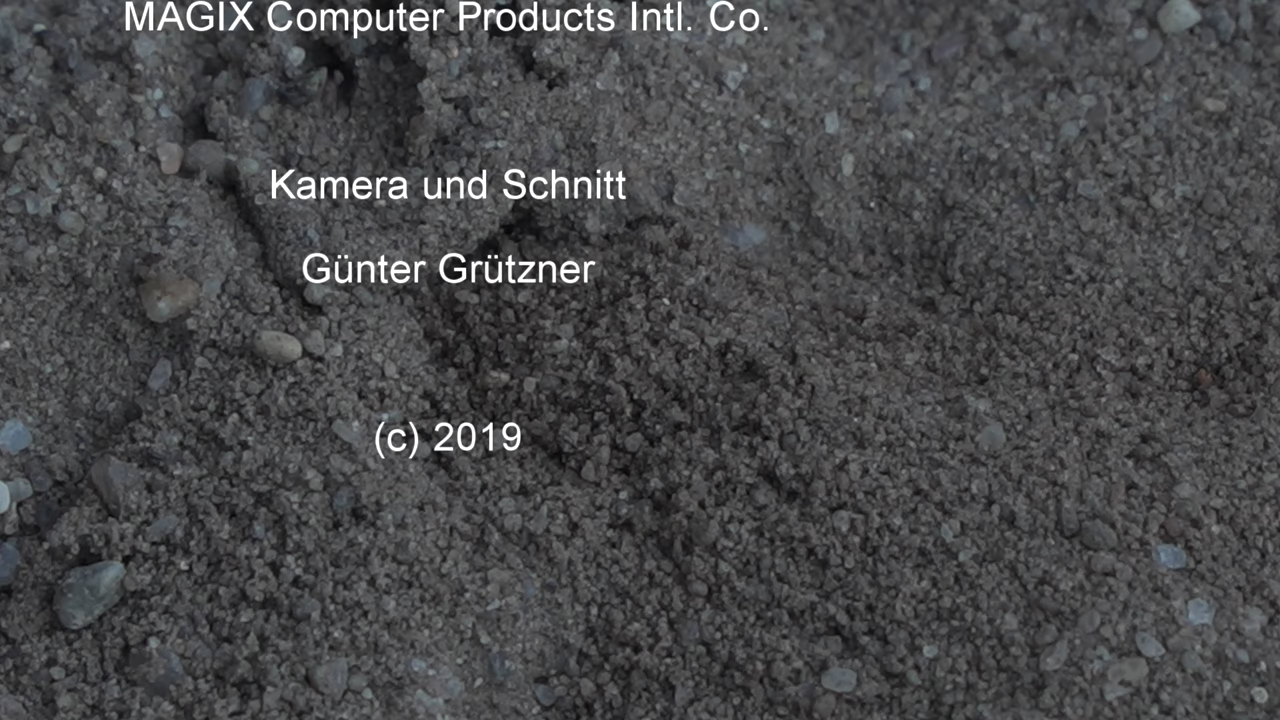 MAGIX Computer Products Intl. Co.
Kamera und Schnitt
Günter Grützner
(c) 2019